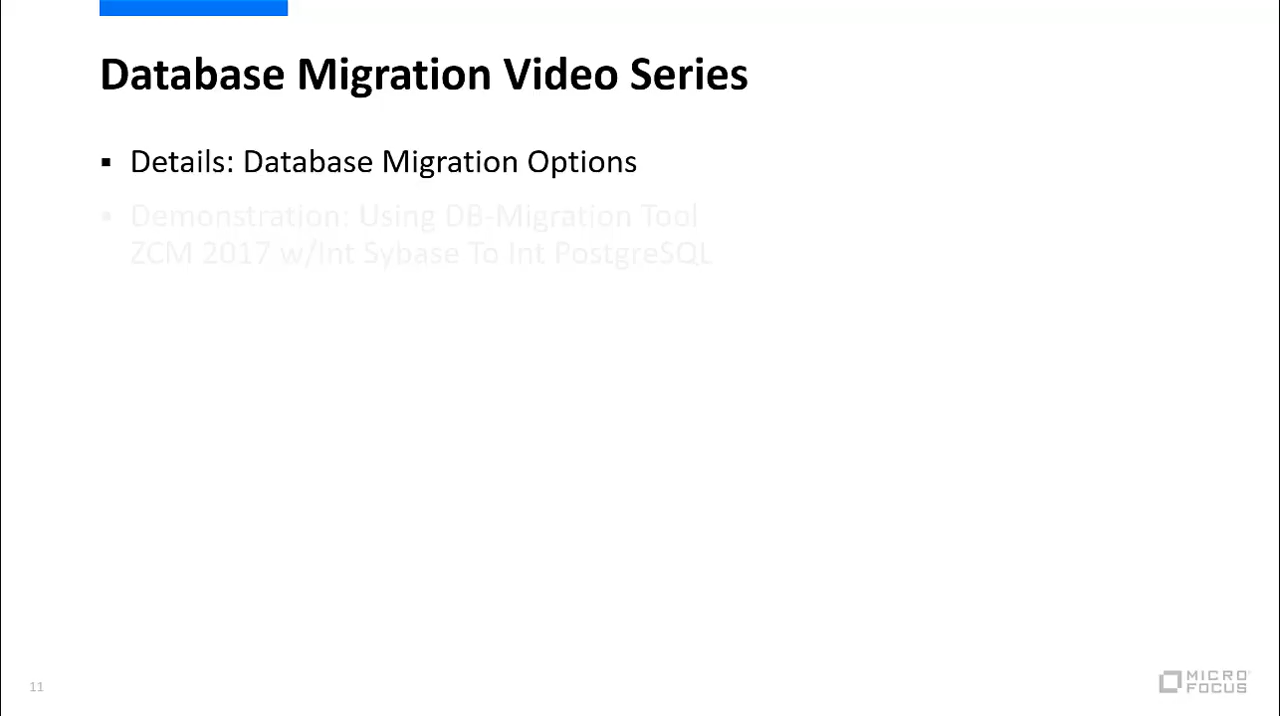 Database Migration Video Series
▪ Details: Database Migration Options
▪ Demonstration: Using DB-Migration Tool
ZCM 2017 w/Int Sybase To Int PostgreSQL
11
MICRO
FOCUS